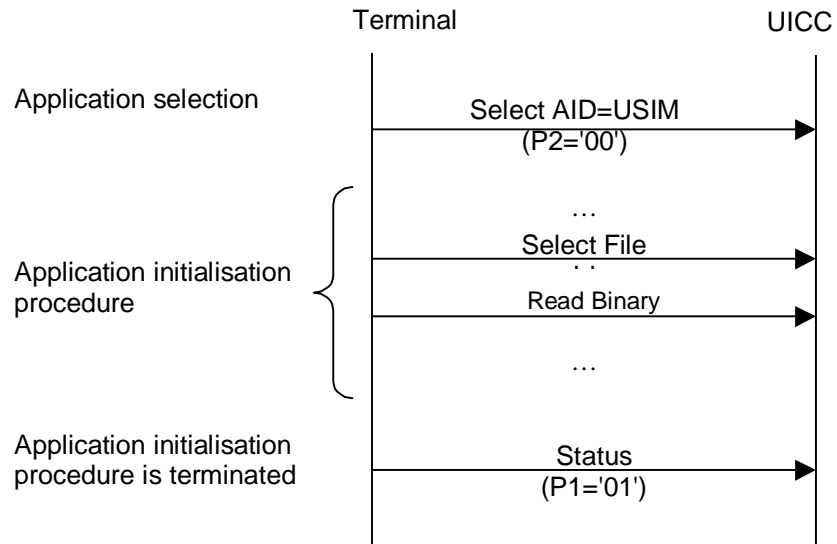 Terminal UICC
Application selection
Select AID=USIM
(P2='00')
...
Select File
. .
Application initialisation
procedure
Read Binary
...
Application initialisation
procedure is terminated
Status
(P1='01')